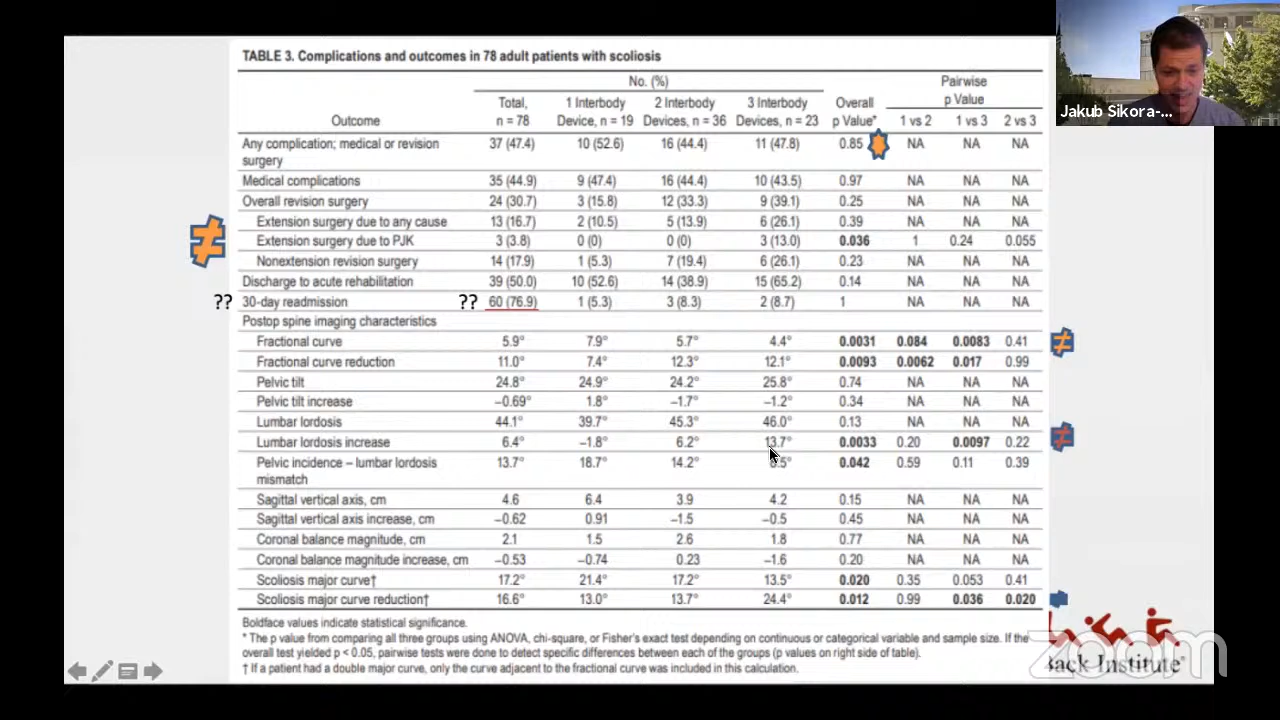 Jakub Sikora-...
TABLE 3. Complications and outcomes in 78 adult patients with scoliosis
No. (%) Pairwise p Value
Outcome Total, n = 78 1 Interbody Device, n = 19 2 Interbody Devices, n = 36 3 Interbody Devices, n = 23 Overall p Value* 1 vs 2 1 vs 3 2 vs 3
Any complication; medical or revision surgery 37 (47.4) 10 (52.6) 16 (44.4) 11 (47.8) 0.85 NA NA NA
Medical complications 35 (44.9) 9 (47.4) 16 (44.4) 10 (43.5) 0.97 NA NA NA
Overall revision surgery 24 (30.7) 3 (15.8) 12 (33.3) 9 (39.1) 0.25 NA NA NA
Extension surgery due to any cause 13 (16.7) 2 (10.5) 5 (13.9) 6 (26.1) 0.39 NA NA NA
Extension surgery due to PJK 3 (3.8) 0 (0) 0 (0) 3 (13.0) 0.036 1 0.24 0.055
Nonextension revision surgery 14 (17.9) 1 (5.3) 7 (19.4) 6 (26.1) 0.23 NA NA NA
Discharge to acute rehabilitation 39 (50.0) 10 (52.6) 14 (38.9) 15 (65.2) 0.14 NA NA NA
?? 30-day readmission ?? 60 (76.9) 1 (5.3) 3 (8.3) 2 (8.7) 1 NA NA NA
Postop spine imaging characteristics
Fractional curve 5.9° 7.9° 5.7° 4.4° 0.0031 0.084 0.0083 0.41
Fractional curve reduction 11.0° 7.4° 12.3° 12.1° 0.0093 0.0062 0.017 0.99
Pelvic tilt 24.8° 24.9° 24.2° 25.8° 0.74 NA NA NA
Pelvic tilt increase −0.69° 1.8° −1.7° −1.2° 0.34 NA NA NA
Lumbar lordosis 44.1° 39.7° 45.3° 46.0° 0.13 NA NA NA
Lumbar lordosis increase 6.4° −1.8° 6.2° 13.7° 0.0033 0.20 0.0097 0.22
Pelvic incidence – lumbar lordosis mismatch 13.7° 18.7° 14.2° 0.042 0.59 0.11 0.39
Sagittal vertical axis, cm 4.6 6.4 3.9 4.2 0.15 NA NA NA
Sagittal vertical axis increase, cm −0.62 0.91 −1.5 −0.5 0.45 NA NA NA
Coronal balance magnitude, cm 2.1 1.5 2.6 1.8 0.77 NA NA NA
Coronal balance magnitude increase, cm −0.53 −0.74 0.23 −1.6 0.20 NA NA NA
Scoliosis major curve† 17.2° 21.4° 17.2° 13.5° 0.020 0.35 0.053 0.41
Scoliosis major curve reduction† 16.6° 13.0° 13.7° 24.4° 0.012 0.99 0.036 0.020
Boldface values indicate statistical significance.
* The p value from comparing all three groups using ANOVA, chi-square, or Fisher's exact test depending on continuous or categorical variable and sample size. If the
overall test yielded p < 0.05, pairwise tests were done to detect specific differences between each of the groups (p values on right side of table).
† If a patient had a double major curve, only the curve adjacent to the fractional curve was included in this calculation.
Back Institute
zoom